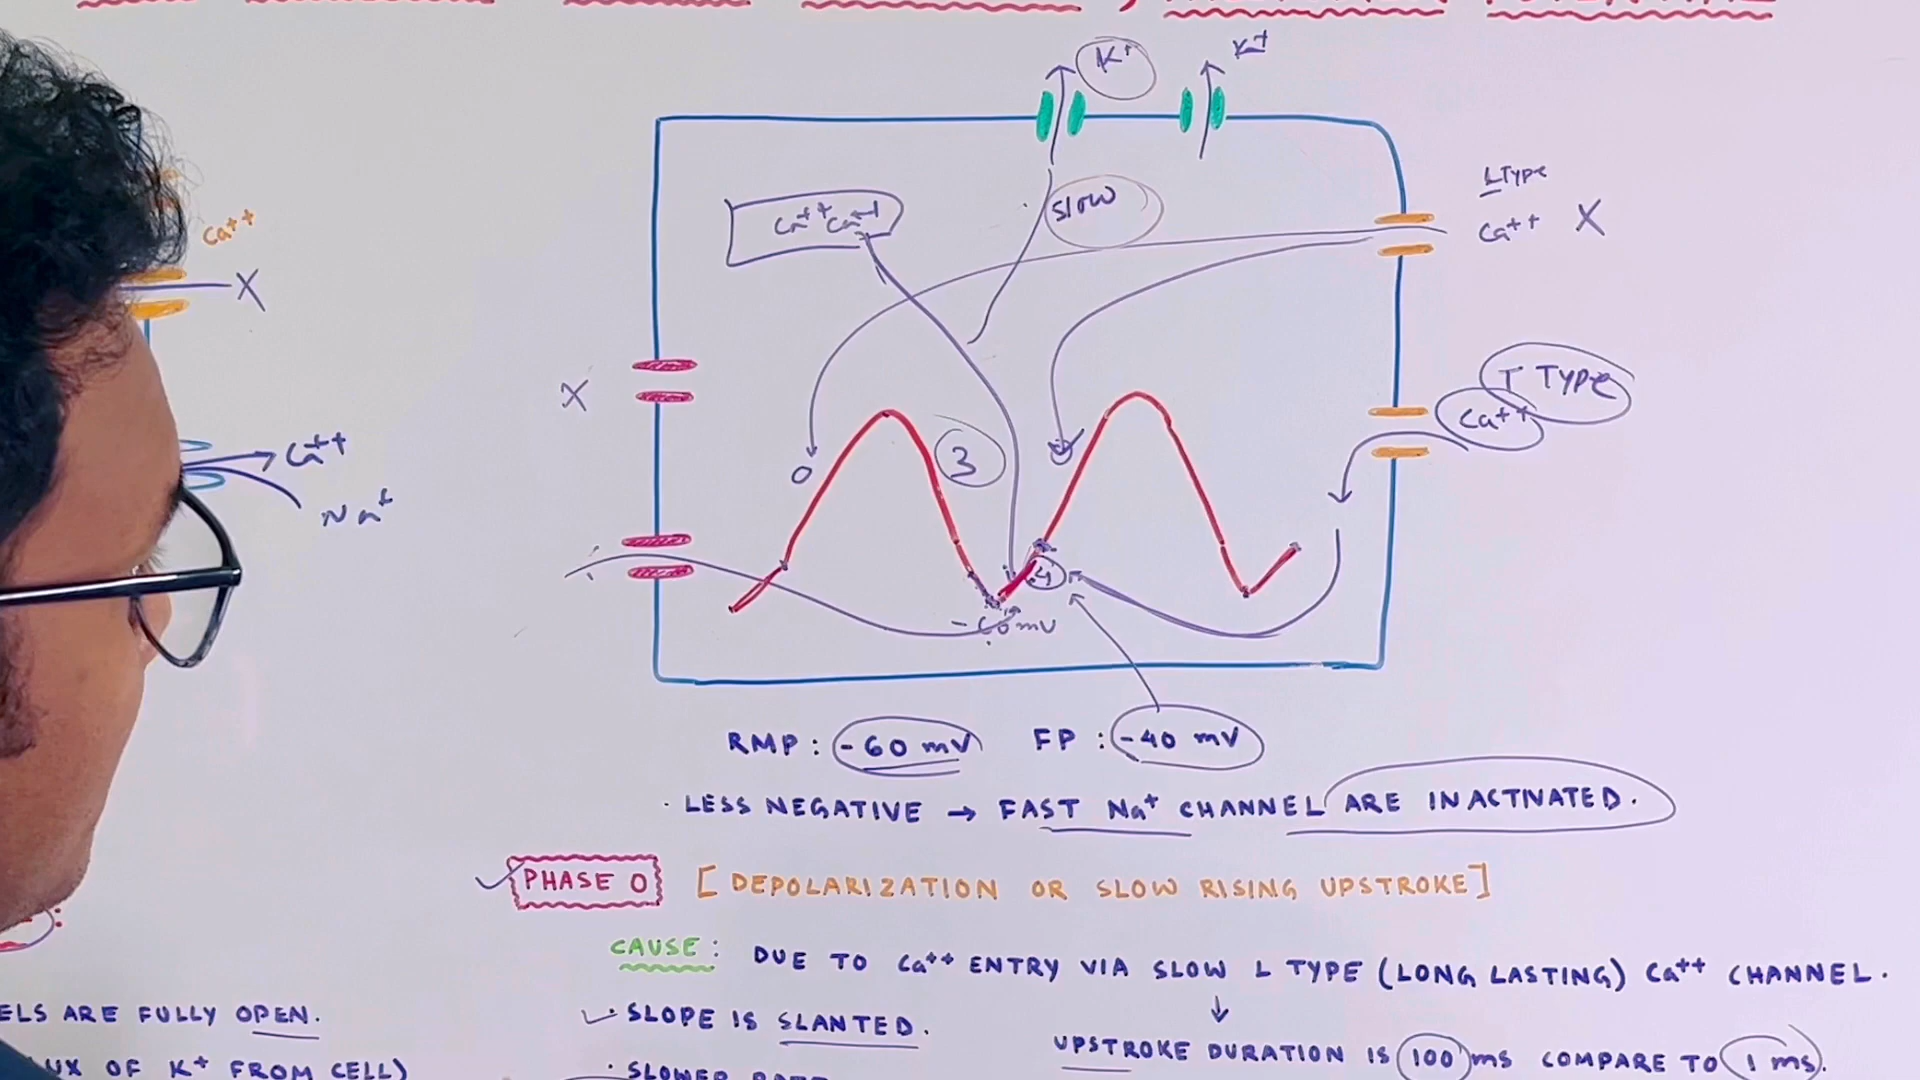 K+
K+
L Type
Ca++ X
Ca++
X
Ca++ Ca++
slow
T Type
Ca++
X
3
0
Ca++
Na+
4
-60mV
RMP : -60 mV FP : -40 mV
· LESS NEGATIVE → FAST Na+ CHANNEL ARE INACTIVATED.
PHASE 0 [DEPOLARIZATION OR SLOW RISING UPSTROKE]
CAUSE: DUE TO Ca++ ENTRY VIA SLOW L TYPE (LONG LASTING) Ca++ CHANNEL.
ELS ARE FULLY OPEN.
· SLOPE IS SLANTED. ↓
UPSTROKE DURATION IS 100 ms COMPARE TO 1 ms.
UX OF K+ FROM CELL)
· SLOWER